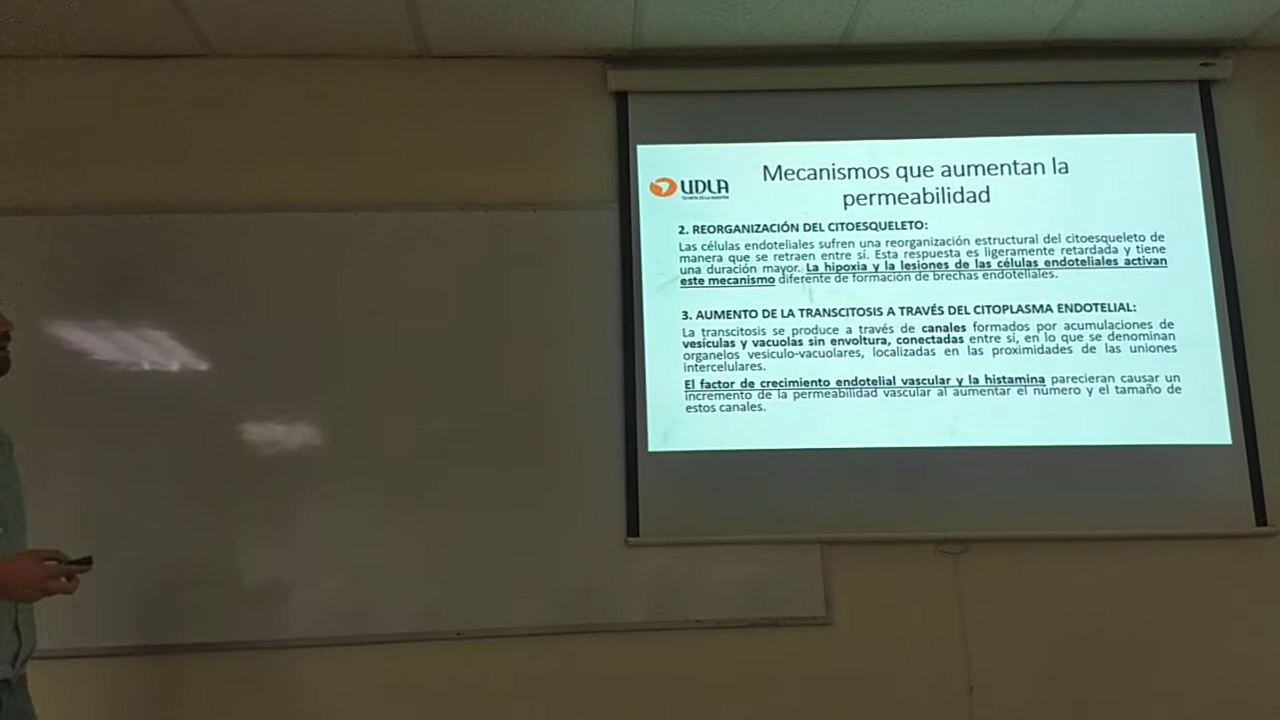 UDLA
Mecanismos que aumentan la
permeabilidad
2. REORGANIZACIÓN DEL CITOESQUELETO:
Las células endoteliales sufren una reorganización estructural del citoesqueleto de
manera que se retraen entre sí. Esta respuesta es ligeramente retardada y tiene
una duración mayor. La hipoxia y la lesiones de las células endoteliales activan
este mecanismo diferente de formación de brechas endoteliales.
3. AUMENTO DE LA TRANSCITOSIS A TRAVÉS DEL CITOPLASMA ENDOTELIAL:
La transcitosis se produce a través de canales formados por acumulaciones de
vesículas y vacuolas sin envoltura, conectadas entre sí, en lo que se denominan
organelos vesiculo-vacuolares, localizadas en las proximidades de las uniones
intercelulares.
El factor de crecimiento endotelial vascular y la histamina parecieran causar un
incremento de la permeabilidad vascular al aumentar el número y el tamaño de
estos canales.